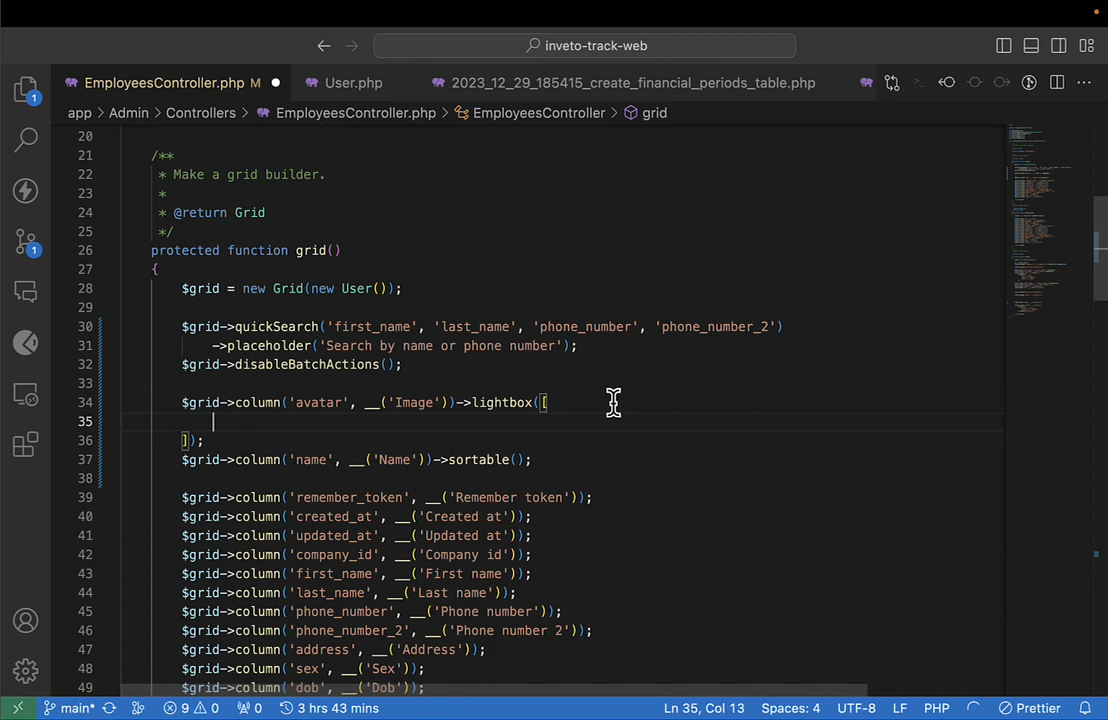 inveto-track-web
EmployeesController.php M
User.php
2023_12_29_185415_create_financial_periods_table.php
app > Admin > Controllers > EmployeesController.php > EmployeesController > grid
20
21 /**
22 * Make a grid builder.
23 *
24 * @return Grid
25 */
26 protected function grid()
27 {
28 $grid = new Grid(new User());
29
30 $grid->quickSearch('first_name', 'last_name', 'phone_number', 'phone_number_2')
31 ->placeholder('Search by name or phone number');
32 $grid->disableBatchActions();
33
34 $grid->column('avatar', __('Image'))->lightbox([
35
36 ]);
37 $grid->column('name', __('Name'))->sortable();
38
39 $grid->column('remember_token', __('Remember token'));
40 $grid->column('created_at', __('Created at'));
41 $grid->column('updated_at', __('Updated at'));
42 $grid->column('company_id', __('Company id'));
43 $grid->column('first_name', __('First name'));
44 $grid->column('last_name', __('Last name'));
45 $grid->column('phone_number', __('Phone number'));
46 $grid->column('phone_number_2', __('Phone number 2'));
47 $grid->column('address', __('Address'));
48 $grid->column('sex', __('Sex'));
49 $grid->column('dob', __('Dob'));
1
1
main* 9 0 0 3 hrs 43 mins Ln 35, Col 13 Spaces: 4 UTF-8 LF PHP Prettier